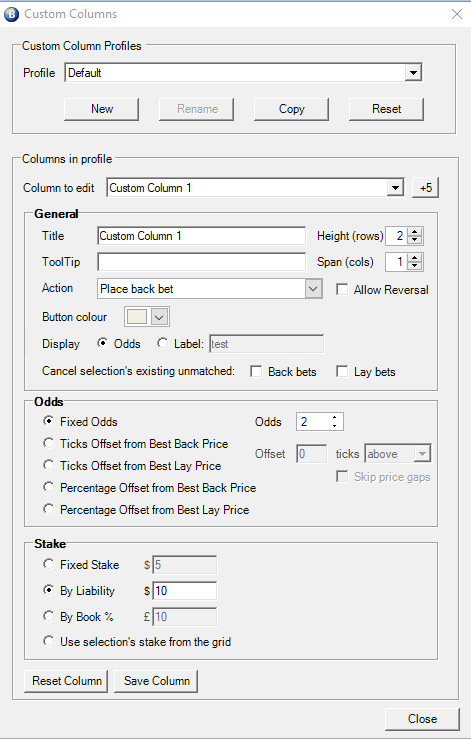 Custom Columns
Custom Column Profiles
Profile Default
New Rename Copy Reset
Columns in profile
Column to edit Custom Column 1 +5
General
Title Custom Column 1 Height (rows) 2
ToolTip Span (cols) 1
Action Place back bet Allow Reversal
Button colour
Display Odds Label: test
Cancel selection's existing unmatched: Back bets Lay bets
Odds
Fixed Odds Odds 2
Ticks Offset from Best Back Price
Offset 0 ticks above
Ticks Offset from Best Lay Price
Skip price gaps
Percentage Offset from Best Back Price
Percentage Offset from Best Lay Price
Stake
Fixed Stake $ 5
By Liability $ 10
By Book % £ 10
Use selection's stake from the grid
Reset Column Save Column
Close